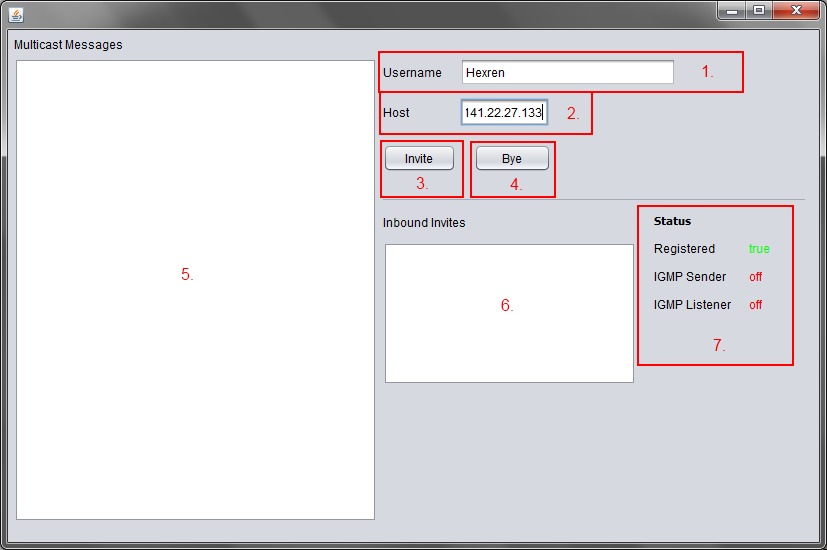 Multicast Messages
Username Hexren 1.
Host 141.22.27.133 2.
Invite Bye
3. 4.
Inbound Invites
Status
Registered true
IGMP Sender off
IGMP Listener off
5.
6.
7.